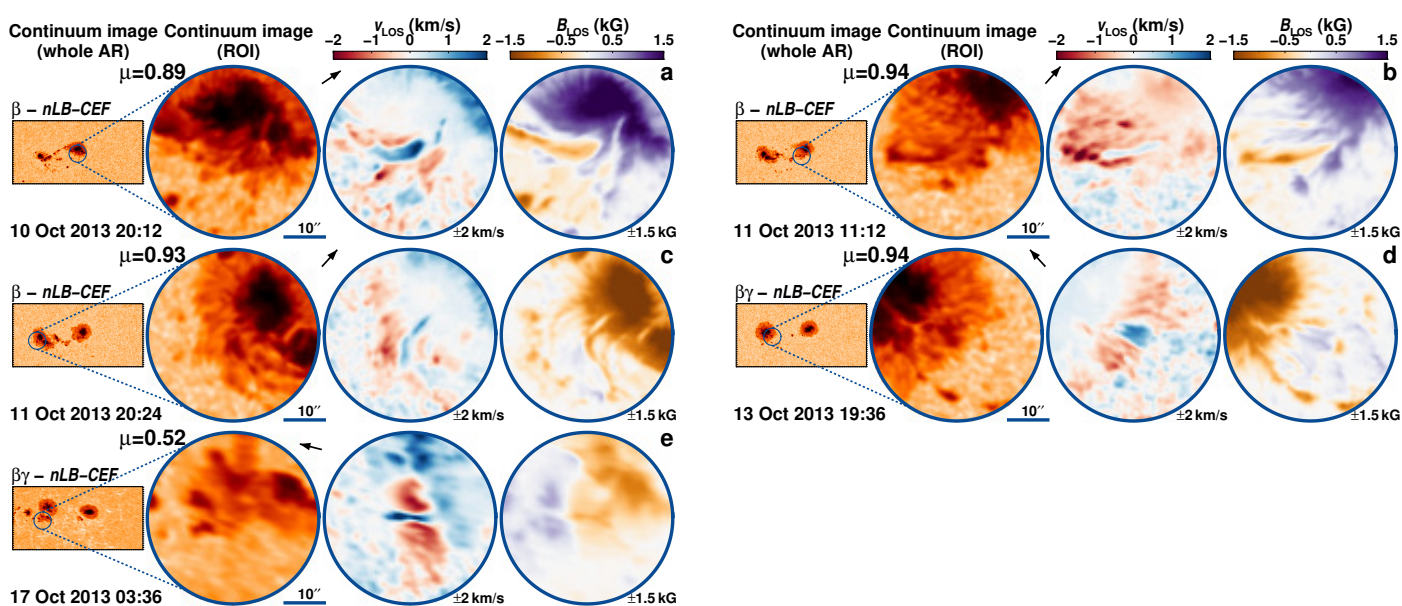 Continuum image
(whole AR)
Continuum image
(ROI)
v_LOS (km/s)
−2 −1 0 1 2
B_LOS (kG)
−1.5 −0.5 0.5 1.5
μ=0.89
a
β − nLB−CEF
10 Oct 2013 20:12
10′′
±2 km/s
±1.5 kG
Continuum image
(whole AR)
Continuum image
(ROI)
v_LOS (km/s)
−2 −1 0 1 2
B_LOS (kG)
−1.5 −0.5 0.5 1.5
μ=0.94
b
β − nLB−CEF
11 Oct 2013 11:12
10′′
±2 km/s
±1.5 kG
μ=0.93
c
β − nLB−CEF
11 Oct 2013 20:24
10′′
±2 km/s
±1.5 kG
μ=0.94
d
βγ − nLB−CEF
13 Oct 2013 19:36
10′′
±2 km/s
±1.5 kG
μ=0.52
e
βγ − nLB−CEF
17 Oct 2013 03:36
10′′
±2 km/s
±1.5 kG